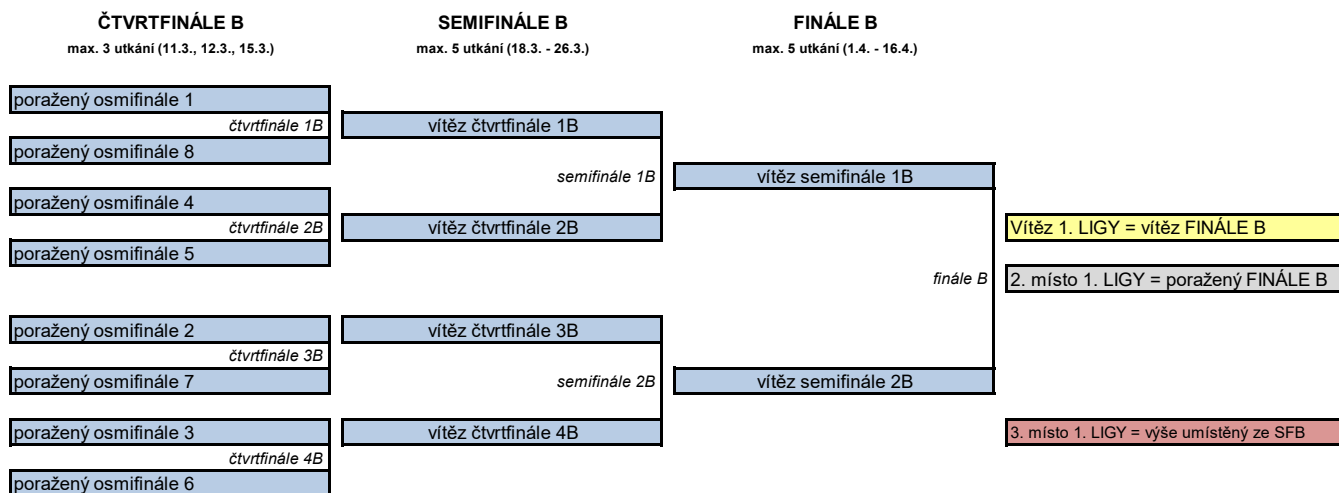 ČTVRTFINÁLE B
max. 3 utkání (11.3., 12.3., 15.3.)
SEMIFINÁLE B
max. 5 utkání (18.3. - 26.3.)
FINÁLE B
max. 5 utkání (1.4. - 16.4.)
poražený osmifinále 1
čtvrtfinále 1B
poražený osmifinále 8
poražený osmifinále 4
čtvrtfinále 2B
poražený osmifinále 5
poražený osmifinále 2
čtvrtfinále 3B
poražený osmifinále 7
poražený osmifinále 3
čtvrtfinále 4B
poražený osmifinále 6
vítěz čtvrtfinále 1B
semifinále 1B
vítěz čtvrtfinále 2B
vítěz čtvrtfinále 3B
semifinále 2B
vítěz čtvrtfinále 4B
vítěz semifinále 1B
finále B
vítěz semifinále 2B
Vítěz 1. LIGY = vítěz FINÁLE B
2. místo 1. LIGY = poražený FINÁLE B
3. místo 1. LIGY = výše umístěný ze SFB